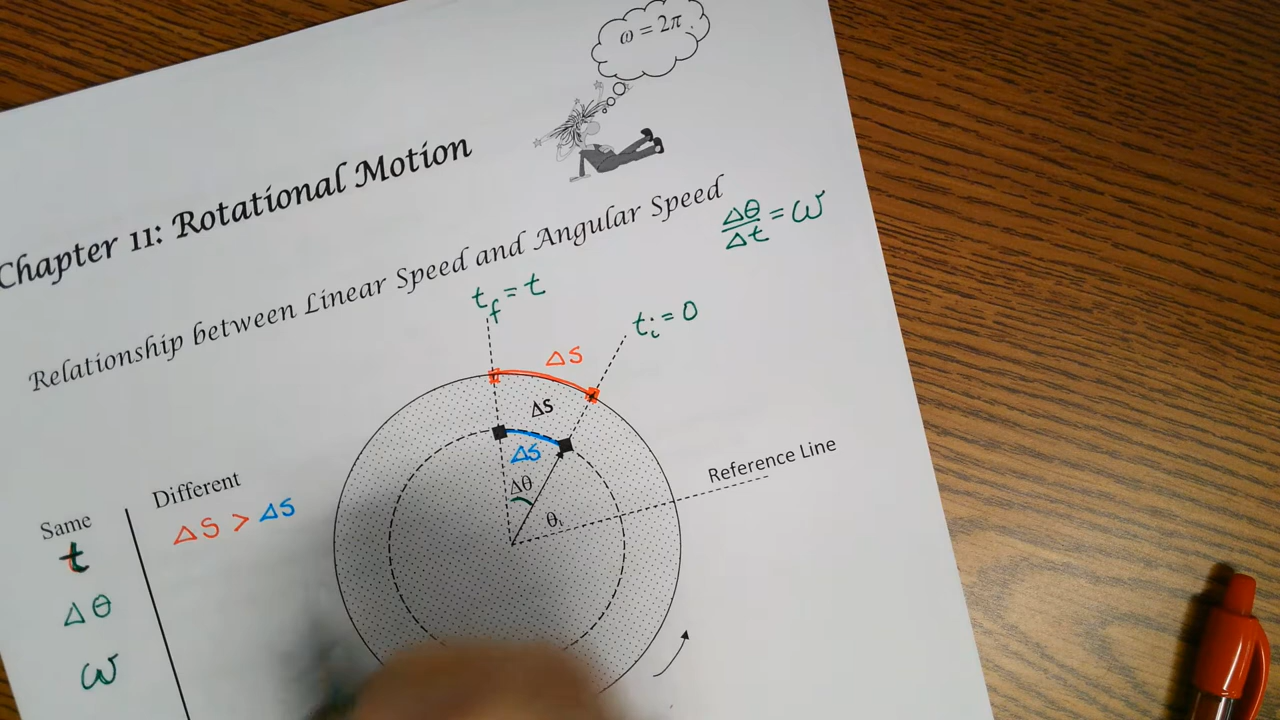 ω = 2π .
Chapter 11: Rotational Motion
Relationship between Linear Speed and Angular Speed
Δθ/Δt = ω
t_f = t
t_i = 0
ΔS
ΔS
ΔS
Δθ
θ_i
Reference Line
Same
Different
t
ΔS > ΔS
Δθ
ω